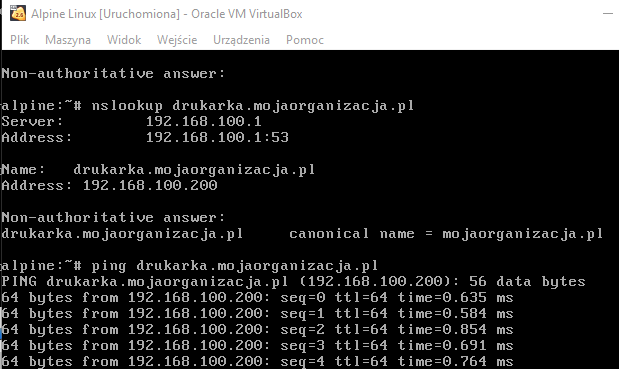 Alpine Linux [Uruchomiona] - Oracle VM VirtualBox
Plik Maszyna Widok Wejście Urządzenia Pomoc
Non-authoritative answer:
alpine:~# nslookup drukarka.mojaorganizacja.pl
Server: 192.168.100.1
Address: 192.168.100.1:53
Name: drukarka.mojaorganizacja.pl
Address: 192.168.100.200
Non-authoritative answer:
drukarka.mojaorganizacja.pl canonical name = mojaorganizacja.pl
alpine:~# ping drukarka.mojaorganizacja.pl
PING drukarka.mojaorganizacja.pl (192.168.100.200): 56 data bytes
64 bytes from 192.168.100.200: seq=0 ttl=64 time=0.635 ms
64 bytes from 192.168.100.200: seq=1 ttl=64 time=0.584 ms
64 bytes from 192.168.100.200: seq=2 ttl=64 time=0.854 ms
64 bytes from 192.168.100.200: seq=3 ttl=64 time=0.691 ms
64 bytes from 192.168.100.200: seq=4 ttl=64 time=0.764 ms